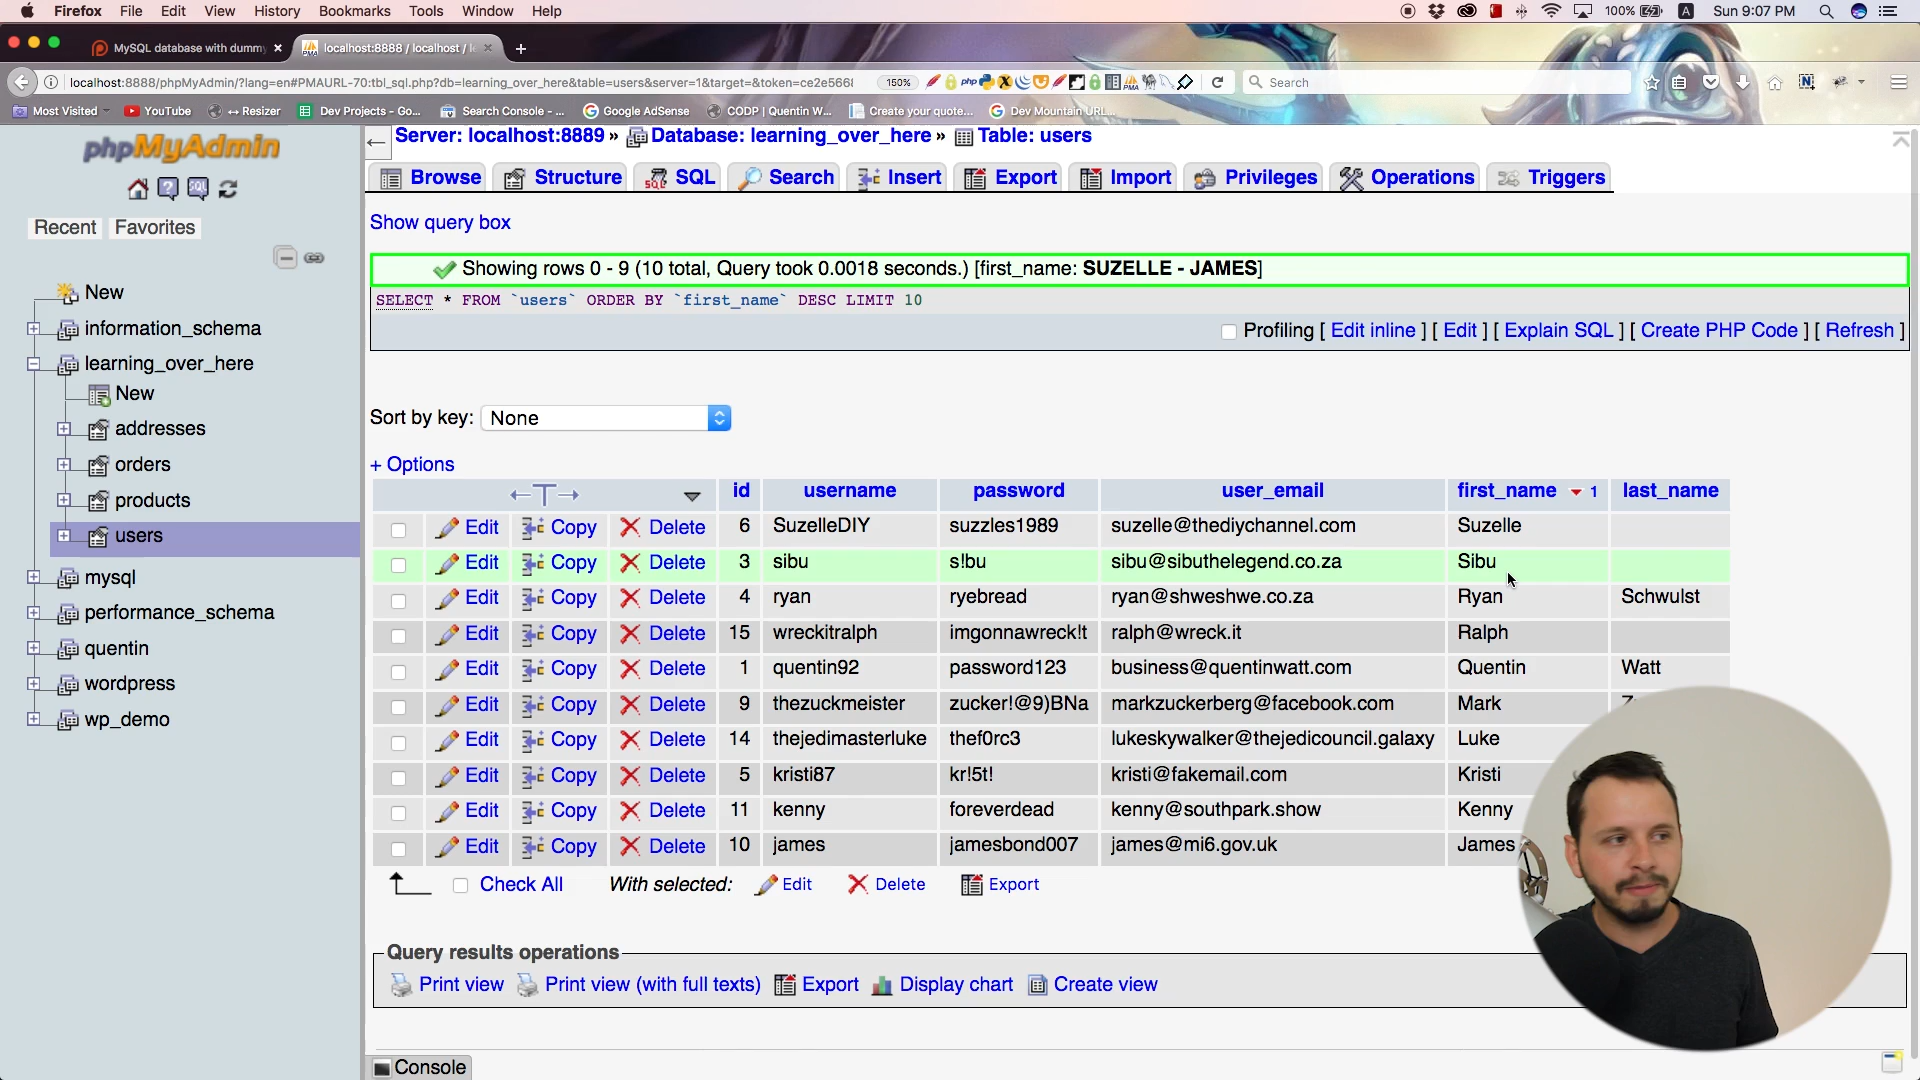 Firefox File Edit View History Bookmarks Tools Window Help 100% A Sun 9:07 PM
MySQL database with dummy localhost:8888 / localhost / le
localhost:8888/phpMyAdmin/?lang=en#PMAURL-70:tbl_sql.php?db=learning_over_here&table=users&server=1&target=&token=ce2e566 150% php PMA Search
Most Visited YouTube ↔ Resizer Dev Projects - Go... Search Console - ... Google AdSense CODP | Quentin W... Create your quote... Dev Mountain URL...
phpMyAdmin
Recent Favorites
New
information_schema
learning_over_here
New
addresses
orders
products
users
mysql
performance_schema
quentin
wordpress
wp_demo
Server: localhost:8889 » Database: learning_over_here » Table: users
Browse Structure SQL Search Insert Export Import Privileges Operations Triggers
Show query box
Showing rows 0 - 9 (10 total, Query took 0.0018 seconds.) [first_name: SUZELLE - JAMES]
SELECT * FROM `users` ORDER BY `first_name` DESC LIMIT 10
Profiling [ Edit inline ] [ Edit ] [ Explain SQL ] [ Create PHP Code ] [ Refresh ]
Sort by key: None
+ Options
←T→ id username password user_email first_name 1 last_name
Edit Copy Delete 6 SuzelleDIY suzzles1989 suzelle@thediychannel.com Suzelle
Edit Copy Delete 3 sibu s!bu sibu@sibuthelegend.co.za Sibu
Edit Copy Delete 4 ryan ryebread ryan@shweshwe.co.za Ryan Schwulst
Edit Copy Delete 15 wreckitralph imgonnawreck!t ralph@wreck.it Ralph
Edit Copy Delete 1 quentin92 password123 business@quentinwatt.com Quentin Watt
Edit Copy Delete 9 thezuckmeister zucker!@9)BNa markzuckerberg@facebook.com Mark
Edit Copy Delete 14 thejedimasterluke thef0rc3 lukeskywalker@thejedicouncil.galaxy Luke
Edit Copy Delete 5 kristi87 kr!5t! kristi@fakemail.com Kristi
Edit Copy Delete 11 kenny foreverdead kenny@southpark.show Kenny
Edit Copy Delete 10 james jamesbond007 james@mi6.gov.uk James
Check All With selected: Edit Delete Export
Query results operations
Print view Print view (with full texts) Export Display chart Create view
Console